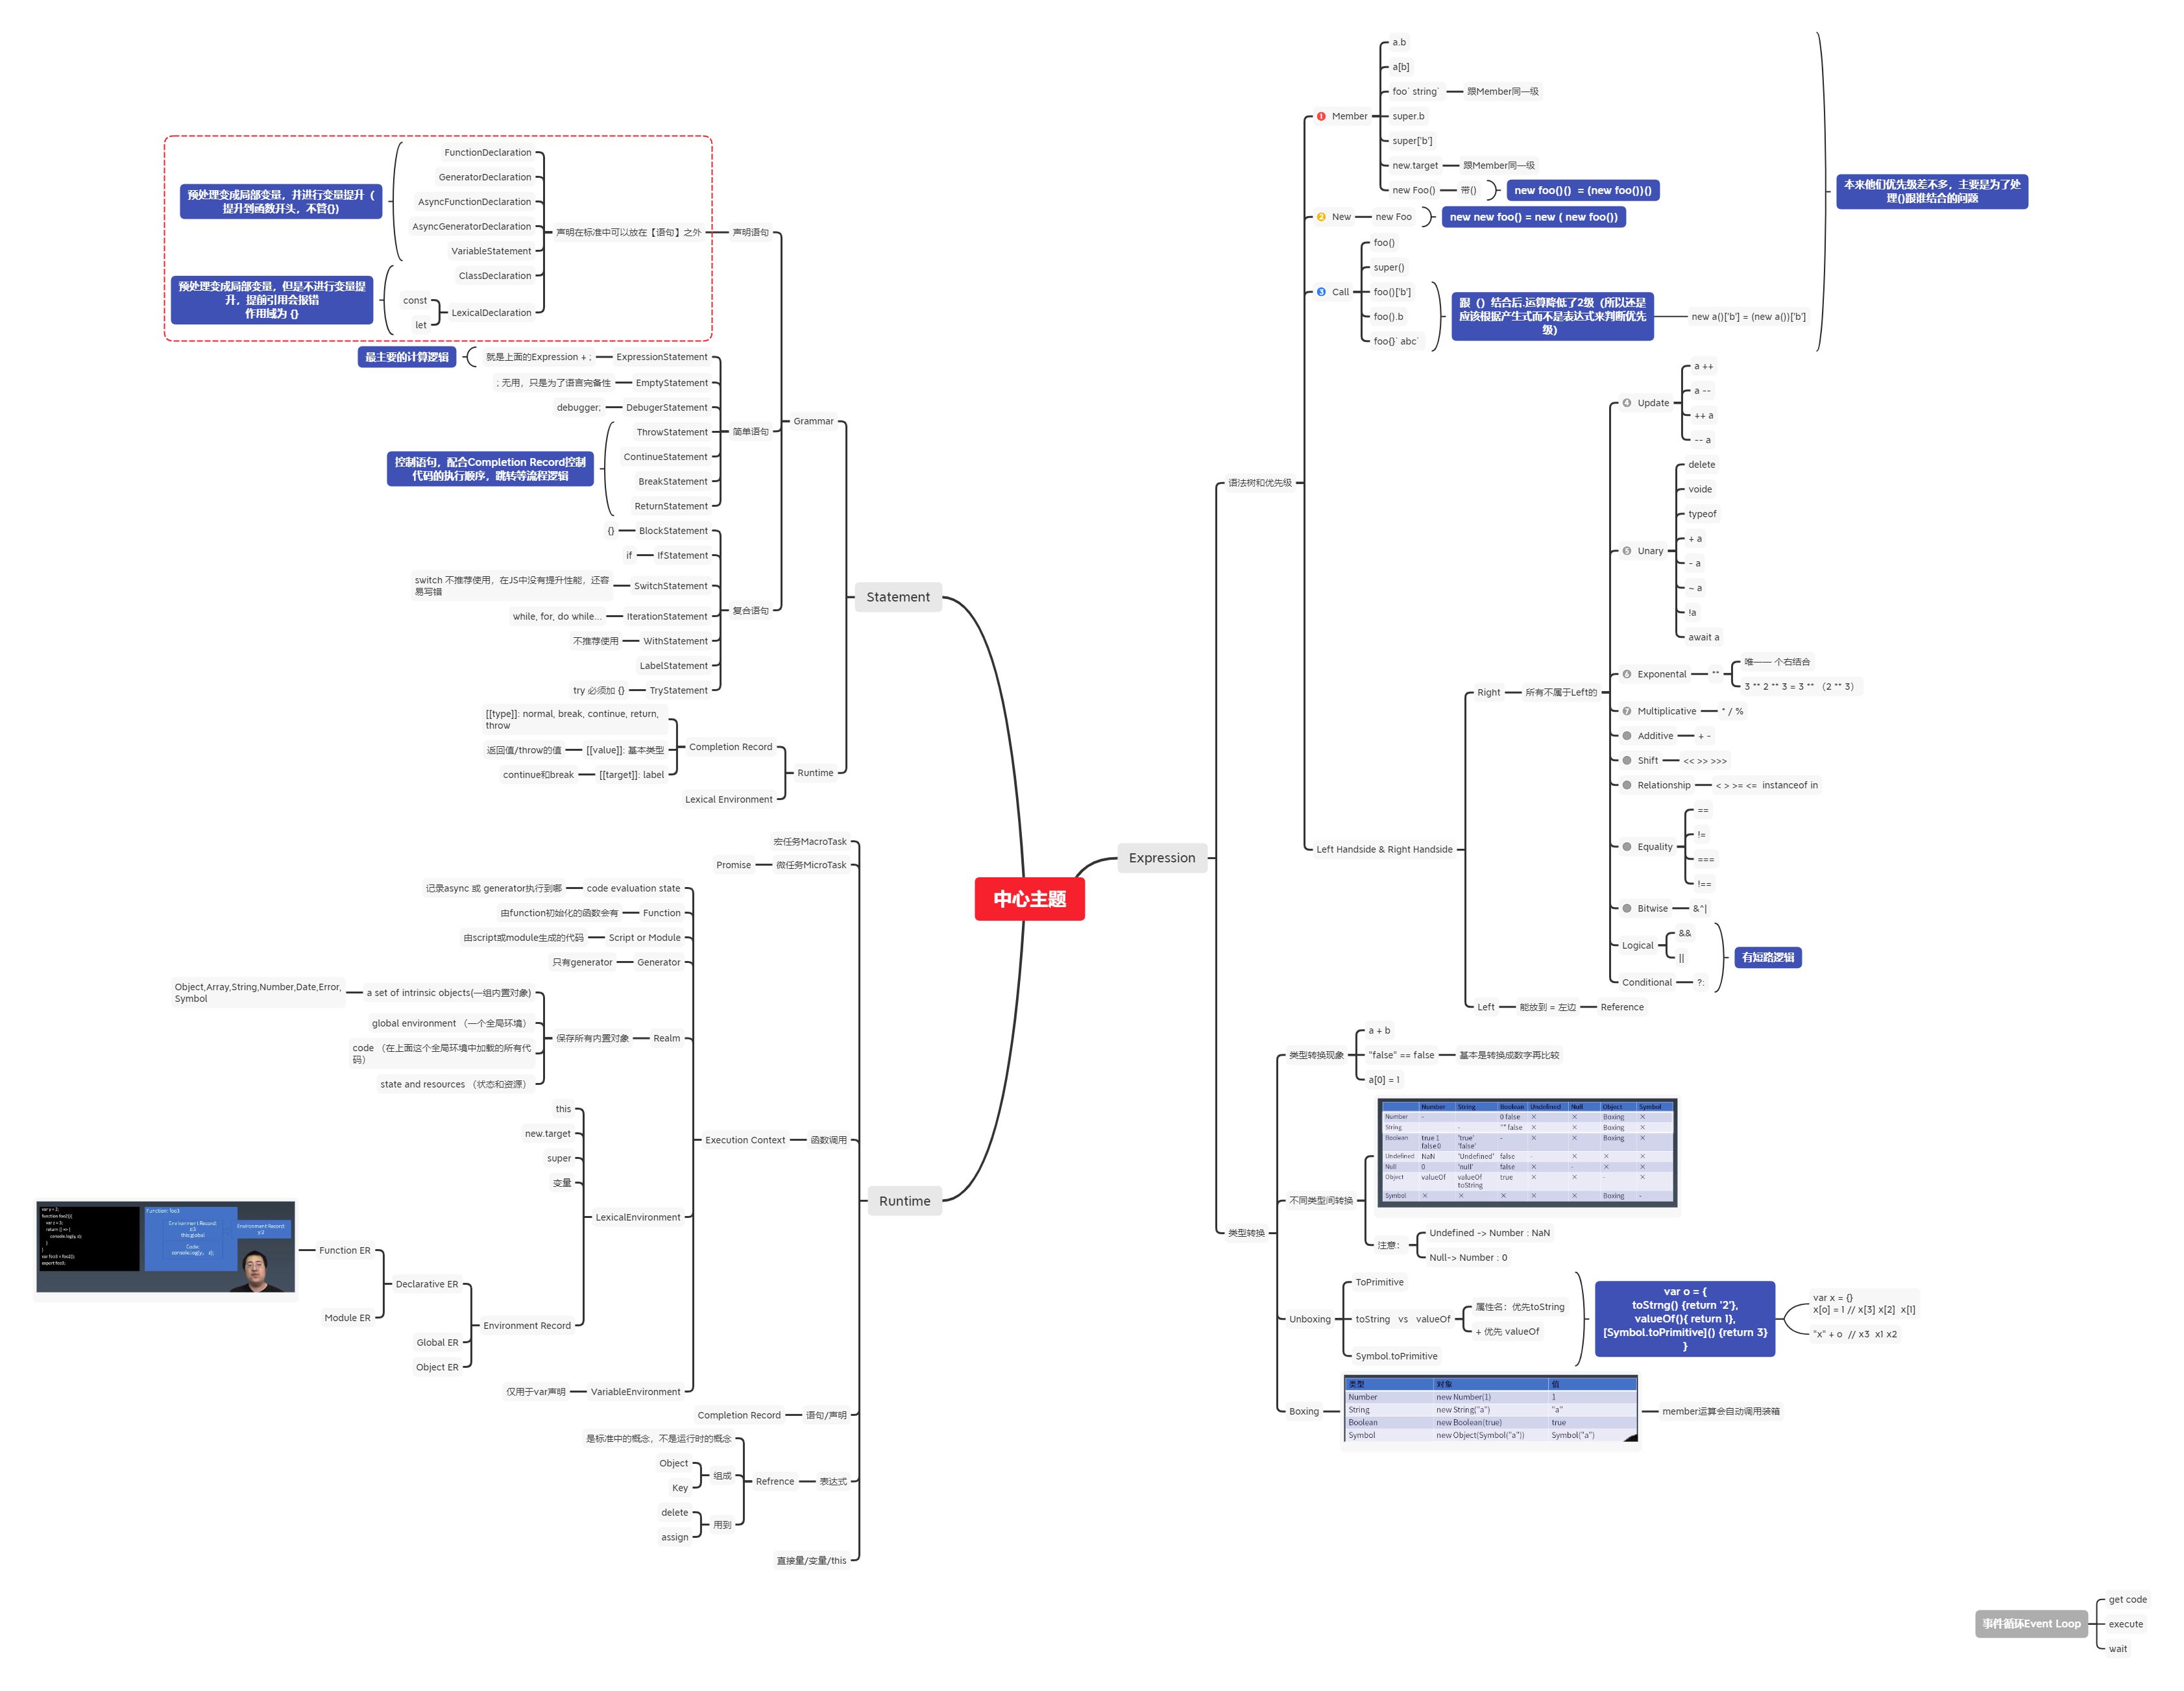 中心主题
Expression
语法树和优先级
Member
a.b
a[b]
foo` string`
跟Member同一级
super.b
super['b']
new.target
跟Member同一级
new Foo()
带()
new foo()() = (new foo())()
New
new Foo
new new foo() = new ( new foo())
Call
foo()
super()
foo()['b']
foo().b
foo{}` abc`
跟（）结合后.运算降低了2级（所以还是
应该根据产生式而不是表达式来判断优先
级）
new a()['b'] = (new a())['b']
本来他们优先级差不多，主要是为了处
理()跟谁结合的问题
Left Handside & Right Handside
Right
所有不属于Left的
Update
a ++
a --
++ a
-- a
Unary
delete
voide
typeof
+ a
- a
~ a
!a
await a
Exponental
**
唯一一 个右结合
3 ** 2 ** 3 = 3 ** （2 ** 3）
Multiplicative
* / %
Additive
+ -
Shift
<< >> >>>
Relationship
< > >= <= instanceof in
Equality
==
!=
===
!==
Bitwise
&^|
Logical
&&
||
Conditional
?:
有短路逻辑
Left
能放到 = 左边
Reference
类型转换
类型转换现象
a + b
"false" == false
基本是转换成数字再比较
a[0] = 1
不同类型间转换
Number String Boolean Undefined Null Object Symbol
Number - 0 false × × Boxing ×
String - "" false × × Boxing ×
Boolean true 1 'true' - × × Boxing ×
false 0 'false'
Undefined NaN 'Undefined' false - × × ×
Null 0 'null' false × - × ×
Object valueOf valueOf true × × - ×
toString
Symbol × × × × × Boxing -
注意：
Undefined -> Number : NaN
Null-> Number : 0
Unboxing
ToPrimitive
toString vs valueOf
属性名：优先toString
+ 优先 valueOf
Symbol.toPrimitive
var o = {
toStrng() {return '2'},
valueOf(){ return 1},
[Symbol.toPrimitive]() {return 3}
}
var x = {}
x[o] = 1 // x[3] x[2] x[1]
"x" + o // x3 x1 x2
Boxing
类型 对象 值
Number new Number(1) 1
String new String("a") "a"
Boolean new Boolean(true) true
Symbol new Object(Symbol("a")) Symbol("a")
member运算会自动调用装箱
Statement
Grammar
声明语句
声明在标准中可以放在【语句】之外
FunctionDeclaration
GeneratorDeclaration
AsyncFunctionDeclaration
AsyncGeneratorDeclaration
VariableStatement
ClassDeclaration
LexicalDeclaration
const
let
预处理变成局部变量，并进行变量提升（
提升到函数开头，不管{}）
预处理变成局部变量，但是不进行变量提
升，提前引用会报错
作用域为 {}
简单语句
ExpressionStatement
就是上面的Expression + ;
最主要的计算逻辑
EmptyStatement
; 无用，只是为了语言完备性
DebugerStatement
debugger;
ThrowStatement
ContinueStatement
BreakStatement
ReturnStatement
控制语句，配合Completion Record控制
代码的执行顺序，跳转等流程逻辑
复合语句
BlockStatement
{}
IfStatement
if
SwitchStatement
switch 不推荐使用，在JS中没有提升性能，还容
易写错
IterationStatement
while, for, do while...
WithStatement
不推荐使用
LabelStatement
TryStatement
try 必须加 {}
Runtime
Completion Record
[[type]]: normal, break, continue, return,
throw
[[value]]: 基本类型
返回值/throw的值
[[target]]: label
continue和break
Lexical Environment
Runtime
宏任务MacroTask
微任务MicroTask
Promise
函数调用
Execution Context
code evaluation state
记录async 或 generator执行到哪
Function
由function初始化的函数会有
Script or Module
由script或module生成的代码
Generator
只有generator
Realm
保存所有内置对象
a set of intrinsic objects(一组内置对象)
Object,Array,String,Number,Date,Error,
Symbol
global environment （一个全局环境）
code （在上面这个全局环境中加载的所有代
码）
state and resources （状态和资源）
LexicalEnvironment
this
new.target
super
变量
Environment Record
Declarative ER
Function ER
var y = 2;
function foo2(){
var z = 3;
return () => {
console.log(y, z);
}
}
var foo3 = foo2();
export foo3;
Function: foo3
Environment Record:
z:3
this:global
Environment Record:
y:2
Code:
console.log(y, z);
Module ER
Global ER
Object ER
VariableEnvironment
仅用于var声明
语句/声明
Completion Record
表达式
Refrence
是标准中的概念，不是运行时的概念
组成
Object
Key
用到
delete
assign
直接量/变量/this
事件循环Event Loop
get code
execute
wait